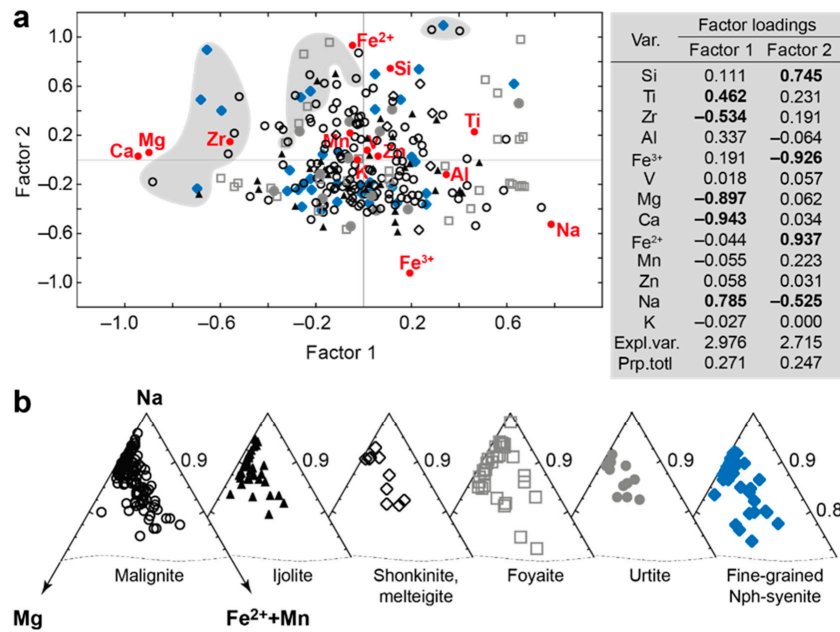 a
Factor 2
1.0
0.6
0.2
–0.2
–0.6
–1.0
–1.0
–0.6
–0.2
0.2
0.6
Factor 1
Fe²⁺
Si
Ti
Zr
Mg
Ca
Mn
V
Zn
K
Al
Na
Fe³⁺
Var. Factor loadings
Factor 1 Factor 2
Si 0.111 0.745
Ti 0.462 0.231
Zr –0.534 0.191
Al 0.337 –0.064
Fe³⁺ 0.191 –0.926
V 0.018 0.057
Mg –0.897 0.062
Ca –0.943 0.034
Fe²⁺ –0.044 0.937
Mn –0.055 0.223
Zn 0.058 0.031
Na 0.785 –0.525
K –0.027 0.000
Expl.var. 2.976 2.715
Prp.totl 0.271 0.247
b
Na
0.9 0.9 0.9 0.9 0.9 0.9
0.8
Malignite Ijolite Shonkinite, Foyaite Urtite Fine-grained
melteigite Nph-syenite
Mg Fe²⁺+Mn